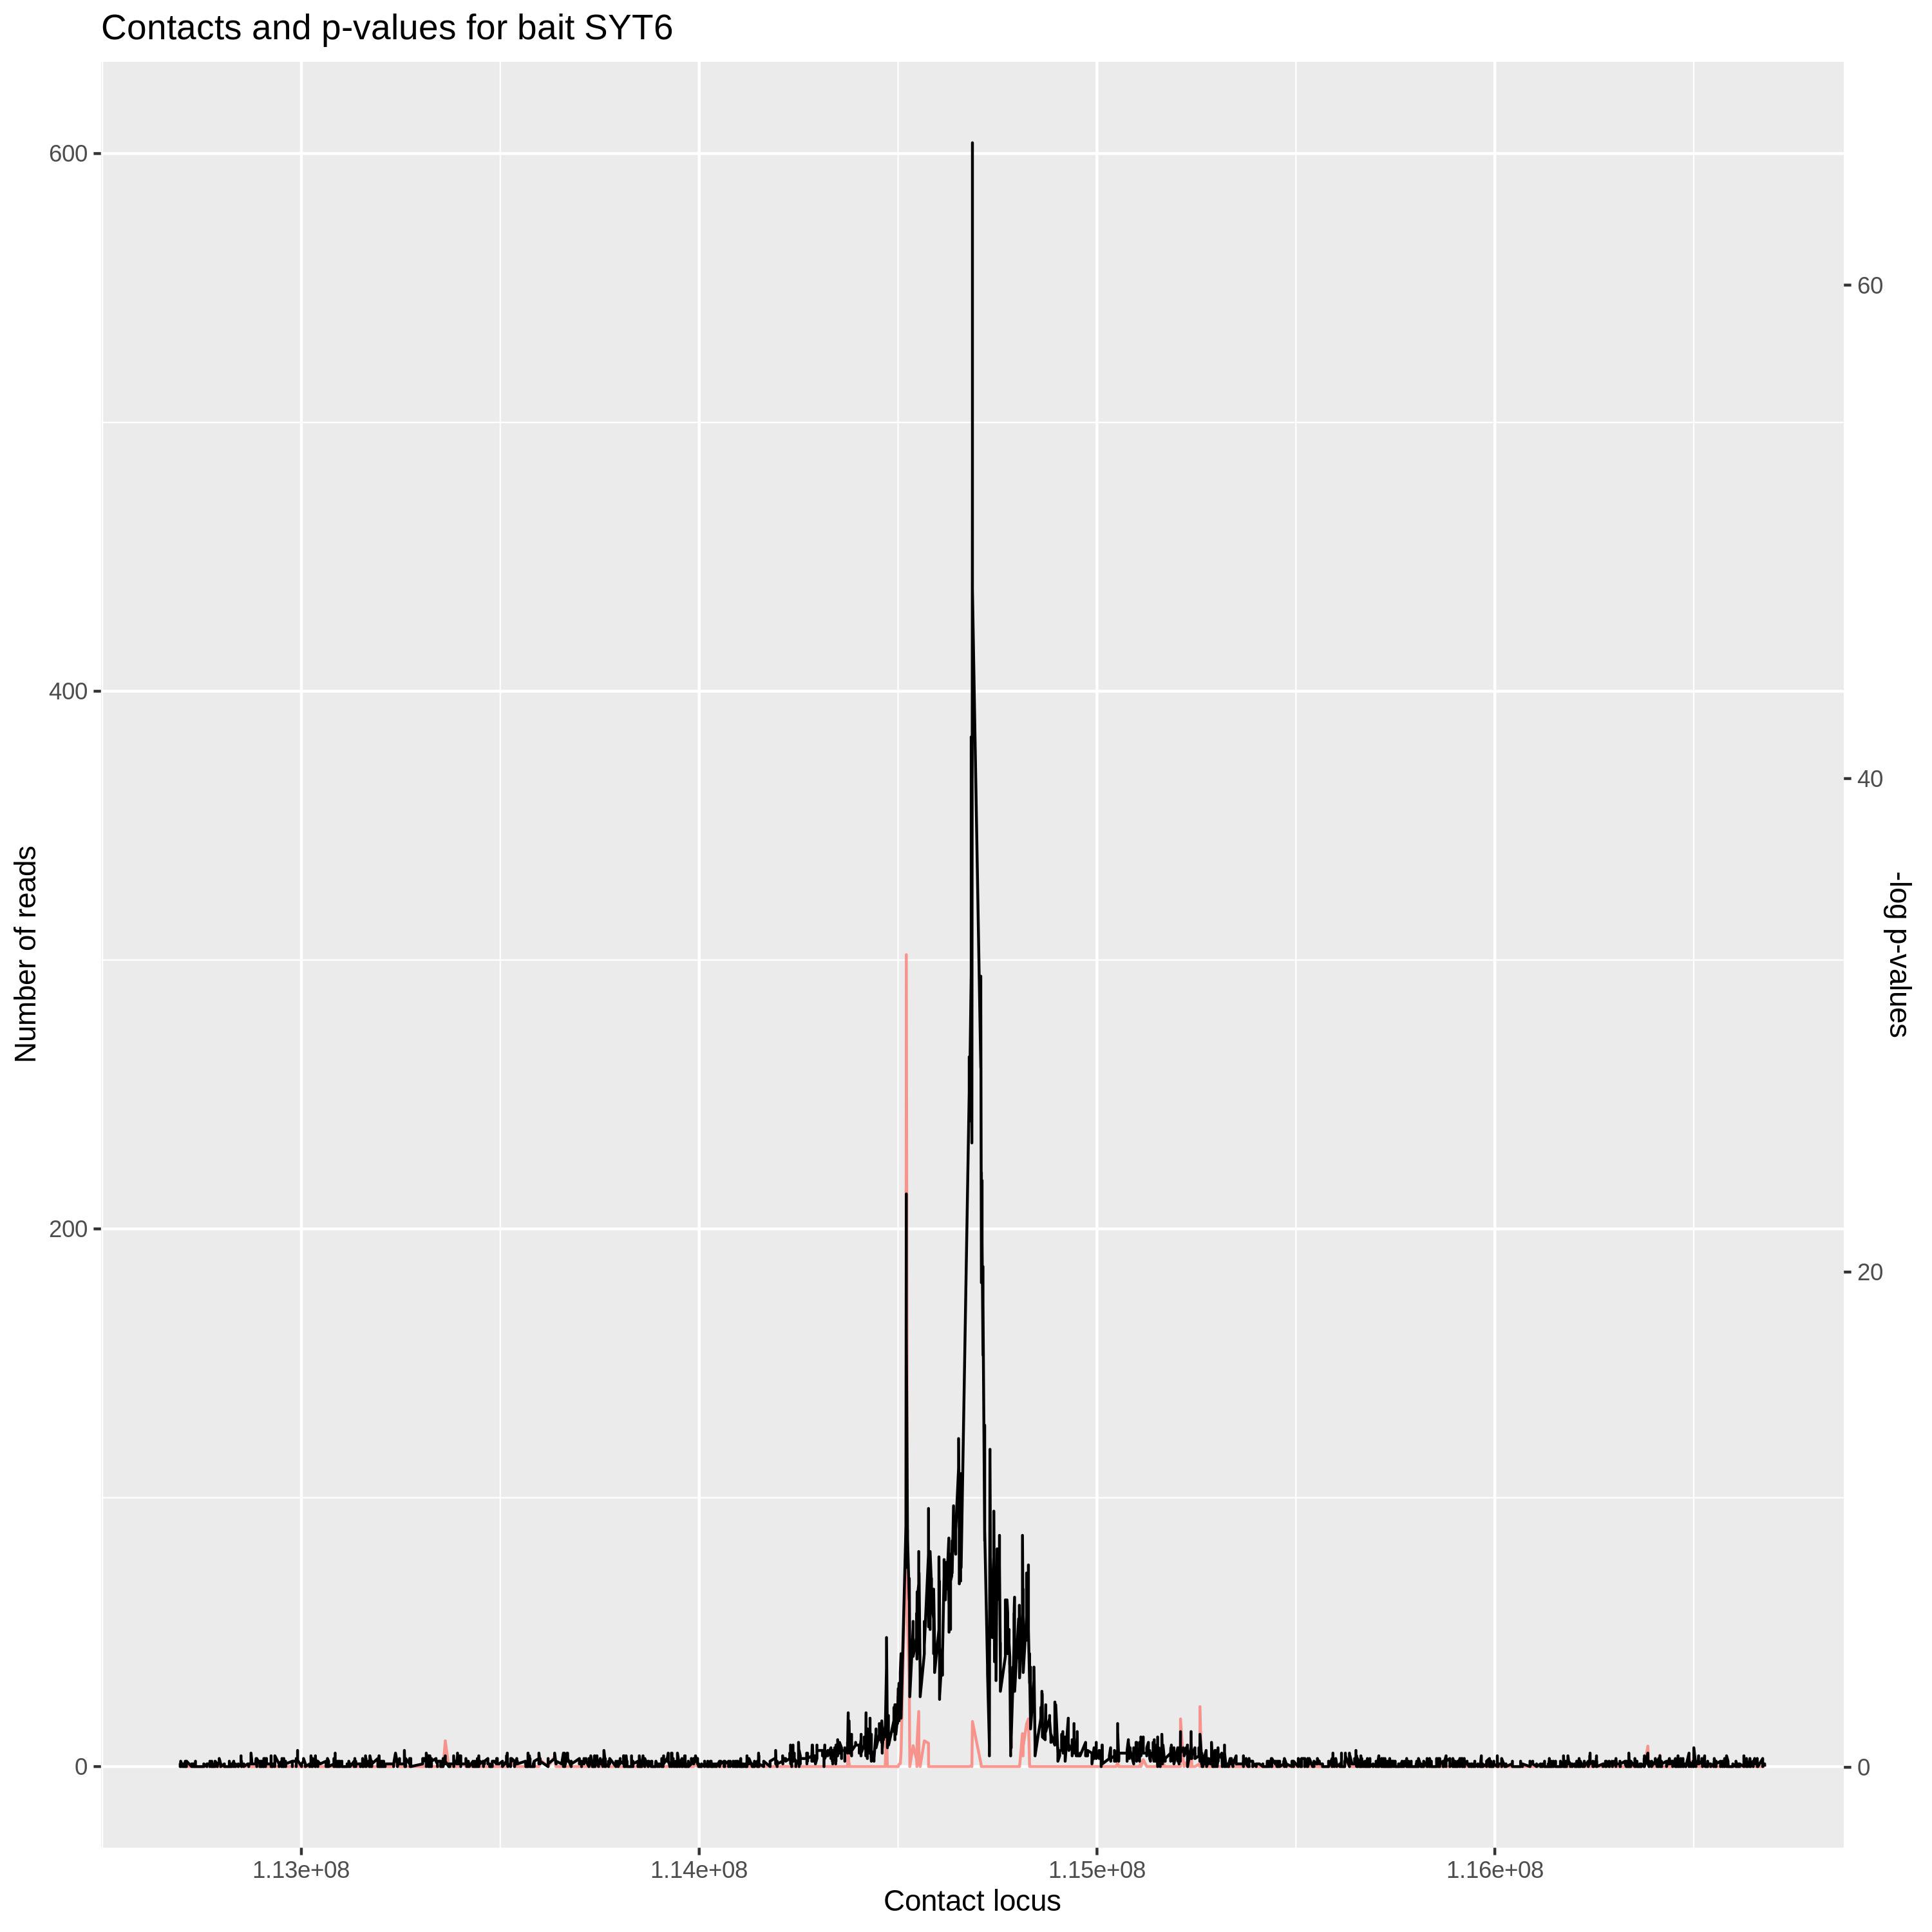 Contacts and p-values for bait SYT6
600
400
200
0
Number of reads
60
40
20
0
-log p-values
1.13e+08
1.14e+08
1.15e+08
1.16e+08
Contact locus